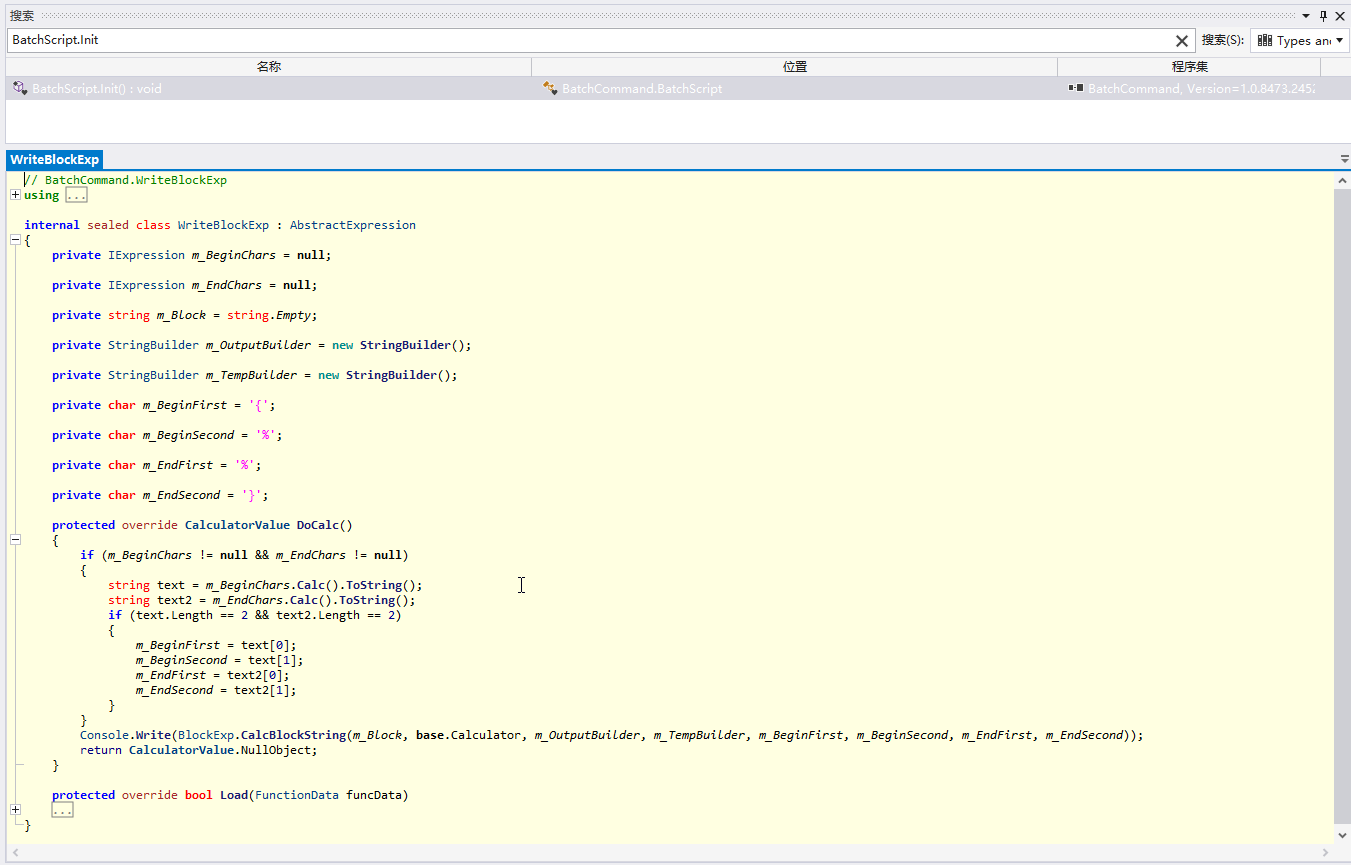 搜索
BatchScript.Init
搜索(S): Types an
名称 位置 程序集
BatchScript.Init() : void BatchCommand.BatchScript BatchCommand, Version=1.0.8473.2452
WriteBlockExp
// BatchCommand.WriteBlockExp
using ...
internal sealed class WriteBlockExp : AbstractExpression
{
private IExpression m_BeginChars = null;
private IExpression m_EndChars = null;
private string m_Block = string.Empty;
private StringBuilder m_OutputBuilder = new StringBuilder();
private StringBuilder m_TempBuilder = new StringBuilder();
private char m_BeginFirst = '{';
private char m_BeginSecond = '%';
private char m_EndFirst = '%';
private char m_EndSecond = '}';
protected override CalculatorValue DoCalc()
{
if (m_BeginChars != null && m_EndChars != null)
{
string text = m_BeginChars.Calc().ToString();
string text2 = m_EndChars.Calc().ToString();
if (text.Length == 2 && text2.Length == 2)
{
m_BeginFirst = text[0];
m_BeginSecond = text[1];
m_EndFirst = text2[0];
m_EndSecond = text2[1];
}
}
Console.Write(BlockExp.CalcBlockString(m_Block, base.Calculator, m_OutputBuilder, m_TempBuilder, m_BeginFirst, m_BeginSecond, m_EndFirst, m_EndSecond));
return CalculatorValue.NullObject;
}
protected override bool Load(FunctionData funcData)
...
}